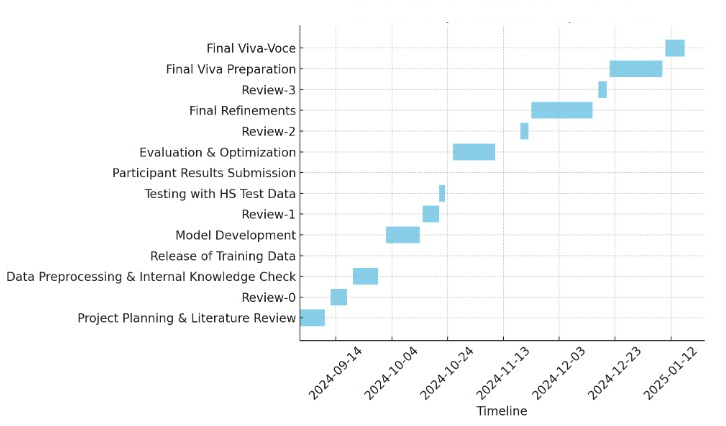 Final Viva-Voce
Final Viva Preparation
Review-3
Final Refinements
Review-2
Evaluation & Optimization
Participant Results Submission
Testing with HS Test Data
Review-1
Model Development
Release of Training Data
Data Preprocessing & Internal Knowledge Check
Review-0
Project Planning & Literature Review
2024-09-14
2024-10-04
2024-10-24
2024-11-13
2024-12-03
2024-12-23
2025-01-12
Timeline